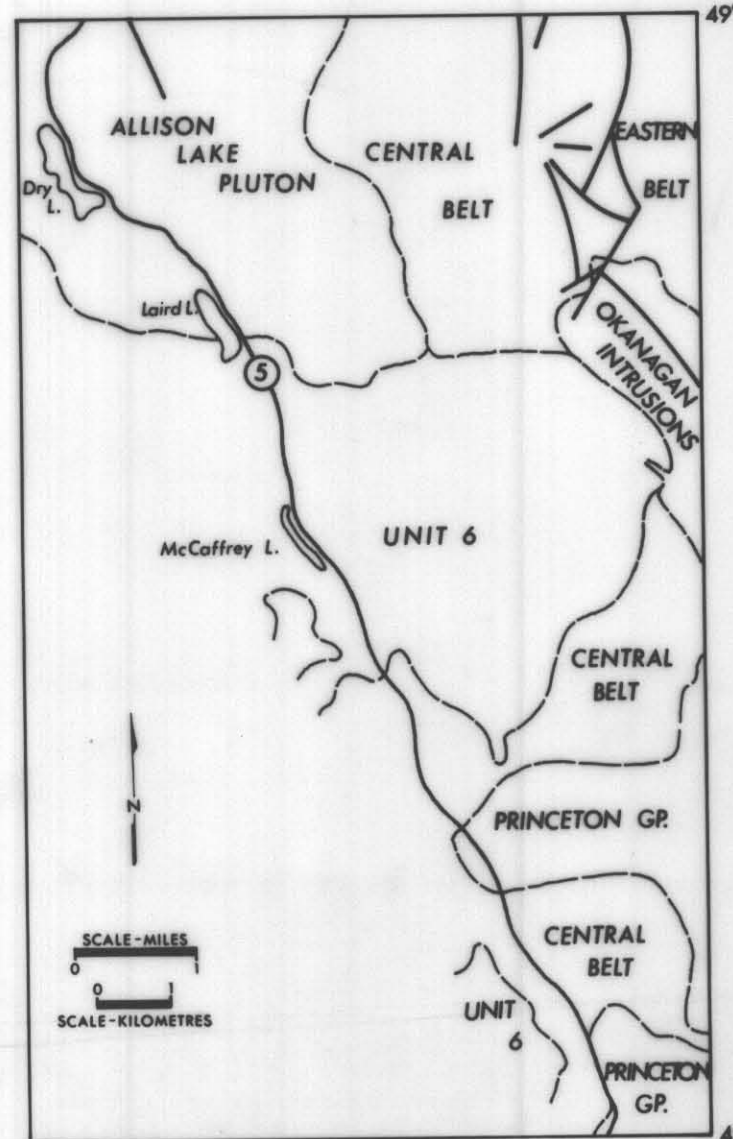 49°
ALLISON
LAKE
PLUTON
CENTRAL
BELT
EASTERN
BELT
Dry
L.
Laird L.
5
OKANAGAN
INTRUSIONS
McCaffrey L.
UNIT 6
CENTRAL
BELT
N
PRINCETON GP.
SCALE-MILES
0 1
0 1
SCALE-KILOMETRES
CENTRAL
BELT
UNIT
6
PRINCETON
GP.